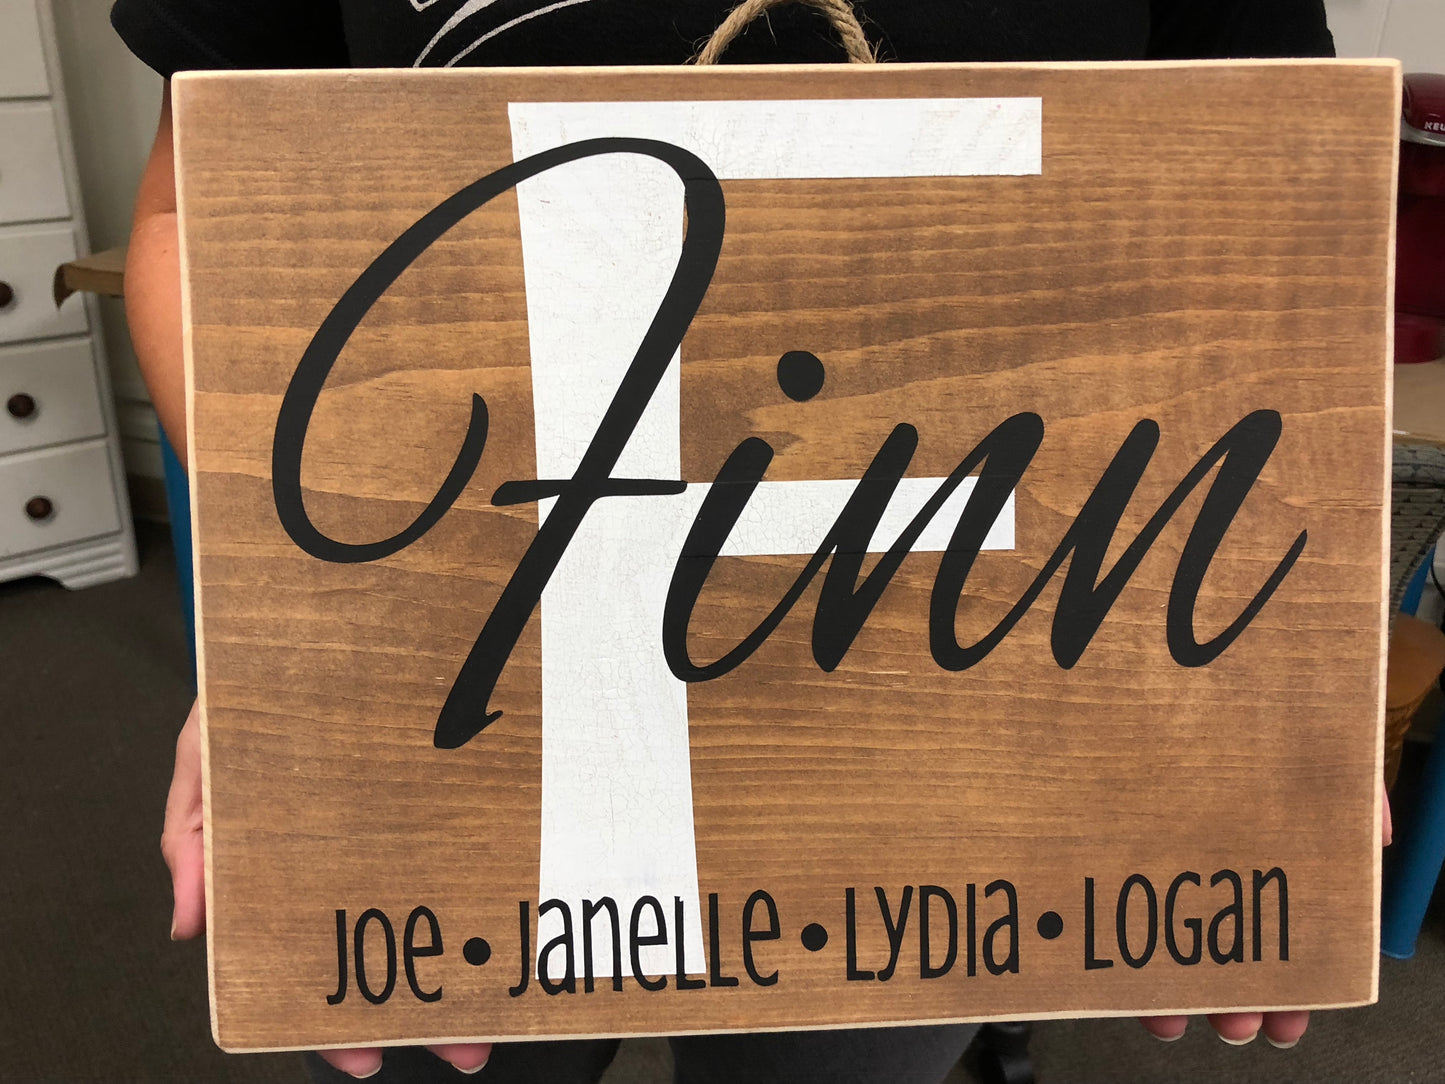 F
Finn
Joe • Janelle • Lydia • Logan